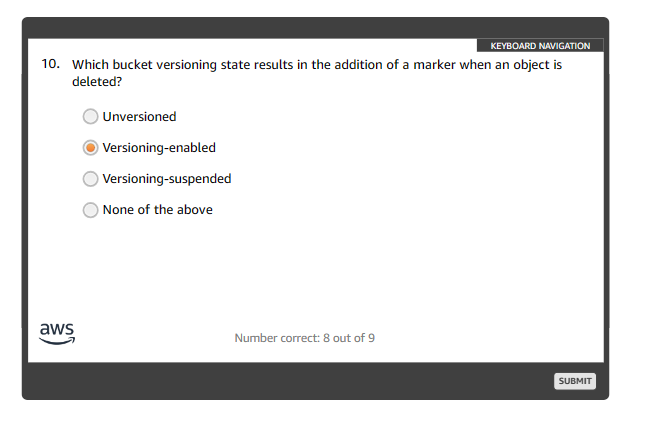 KEYBOARD NAVIGATION
10. Which bucket versioning state results in the addition of a marker when an object is
deleted?
Unversioned
Versioning-enabled
Versioning-suspended
None of the above
aws
Number correct: 8 out of 9
SUBMIT